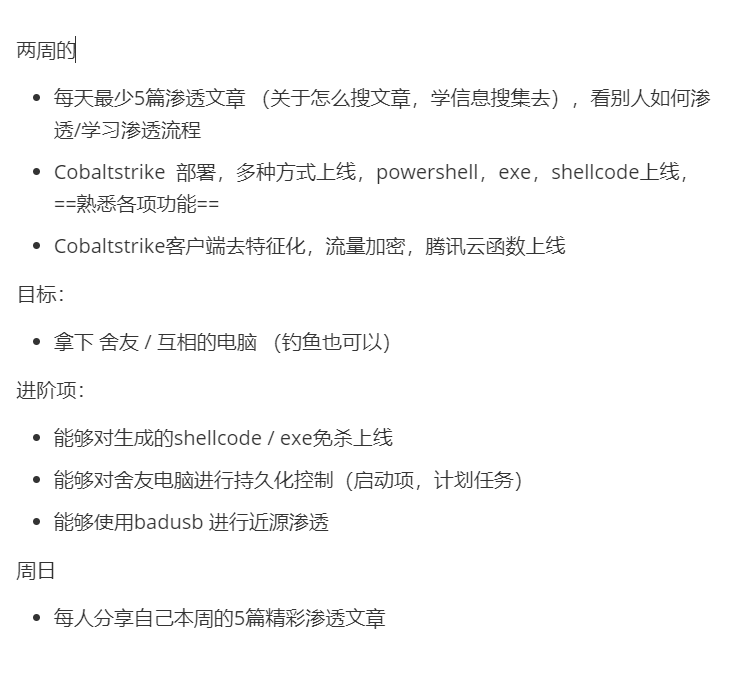 两周的
每天最少5篇渗透文章 （关于怎么搜文章，学信息搜集去），看别人如何渗
透/学习渗透流程
Cobaltstrike 部署，多种方式上线，powershell，exe，shellcode上线，
==熟悉各项功能==
Cobaltstrike客户端去特征化，流量加密，腾讯云函数上线
目标：
拿下 舍友 / 互相的电脑 （钓鱼也可以）
进阶项：
能够对生成的shellcode / exe免杀上线
能够对舍友电脑进行持久化控制（启动项，计划任务）
能够使用badusb 进行近源渗透
周日
每人分享自己本周的5篇精彩渗透文章